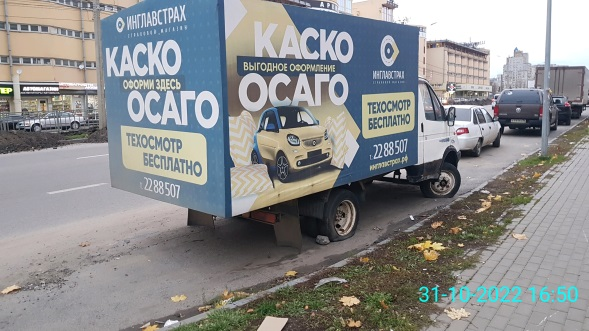 ИНГЛАВСТРАХ
СТРАХОВОЙ МАГАЗИН
КАСКО
ОФОРМИ ЗДЕСЬ
ОСАГО
ТЕХОСМОТР
БЕСПЛАТНО
т. 22 88 507
КАСКО
ВЫГОДНОЕ ОФОРМЛЕНИЕ
ОСАГО
ИНГЛАВСТРАХ
ТЕХОСМОТР
БЕСПЛАТНО
т. 22 88 507
инглавстрах.рф
31-10-2022 16:50